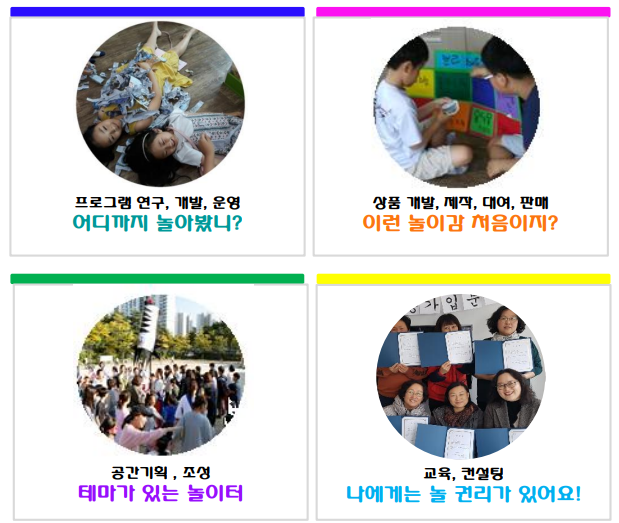 프로그램 연구, 개발, 운영
어디까지 놀아봤니?
상품 개발, 제작, 대여, 판매
이런 놀이감 처음이지?
가 입 문
공간기획 , 조성
테마가 있는 놀이터
교육, 컨설팅
나에게는 놀 권리가 있어요!